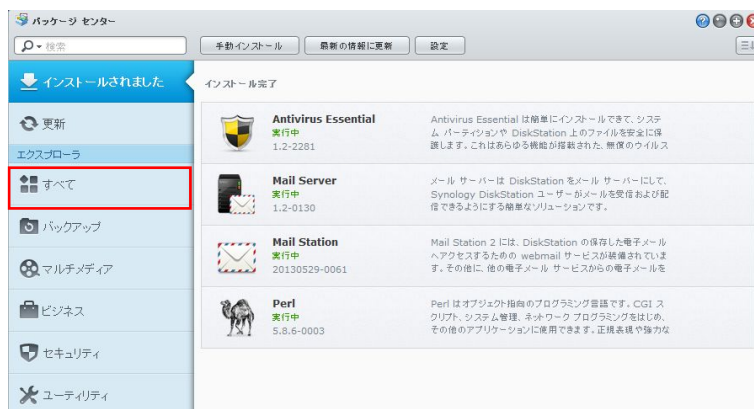 パッケージ センター
検索
手動インストール
最新の情報に更新
設定
インストールされました
更新
エクスプローラ
すべて
バックアップ
マルチメディア
ビジネス
セキュリティ
ユーティリティ
インストール完了
Antivirus Essential
実行中
1.2-2281
Antivirus Essential は簡単にインストールできて、システ
ム パーティションや DiskStation 上のファイルを安全に保
護します。これはあらゆる機能が搭載された、無償のウイルス
Mail Server
実行中
1.2-0130
メール サーバーは DiskStation をメール サーバーにして、
Synology DiskStation ユーザーがメールを受信および配
信できるようにする簡単なソリューションです。
Mail Station
実行中
20130529-0061
Mail Station 2 には、DiskStation の保存した電子メール
へアクセスするための webmail サービスが装備されていま
す。その他に、他の電子メール サービスからの電子メールを
Perl
実行中
5.8.6-0003
Perl はオブジェクト指向のプログラミング言語です。CGI ス
クリプト、システム管理、ネットワーク プログラミングをはじめ、
その他のアプリケーションに使用できます。正規表現や強力な